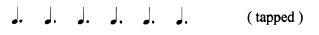 ( tapped )